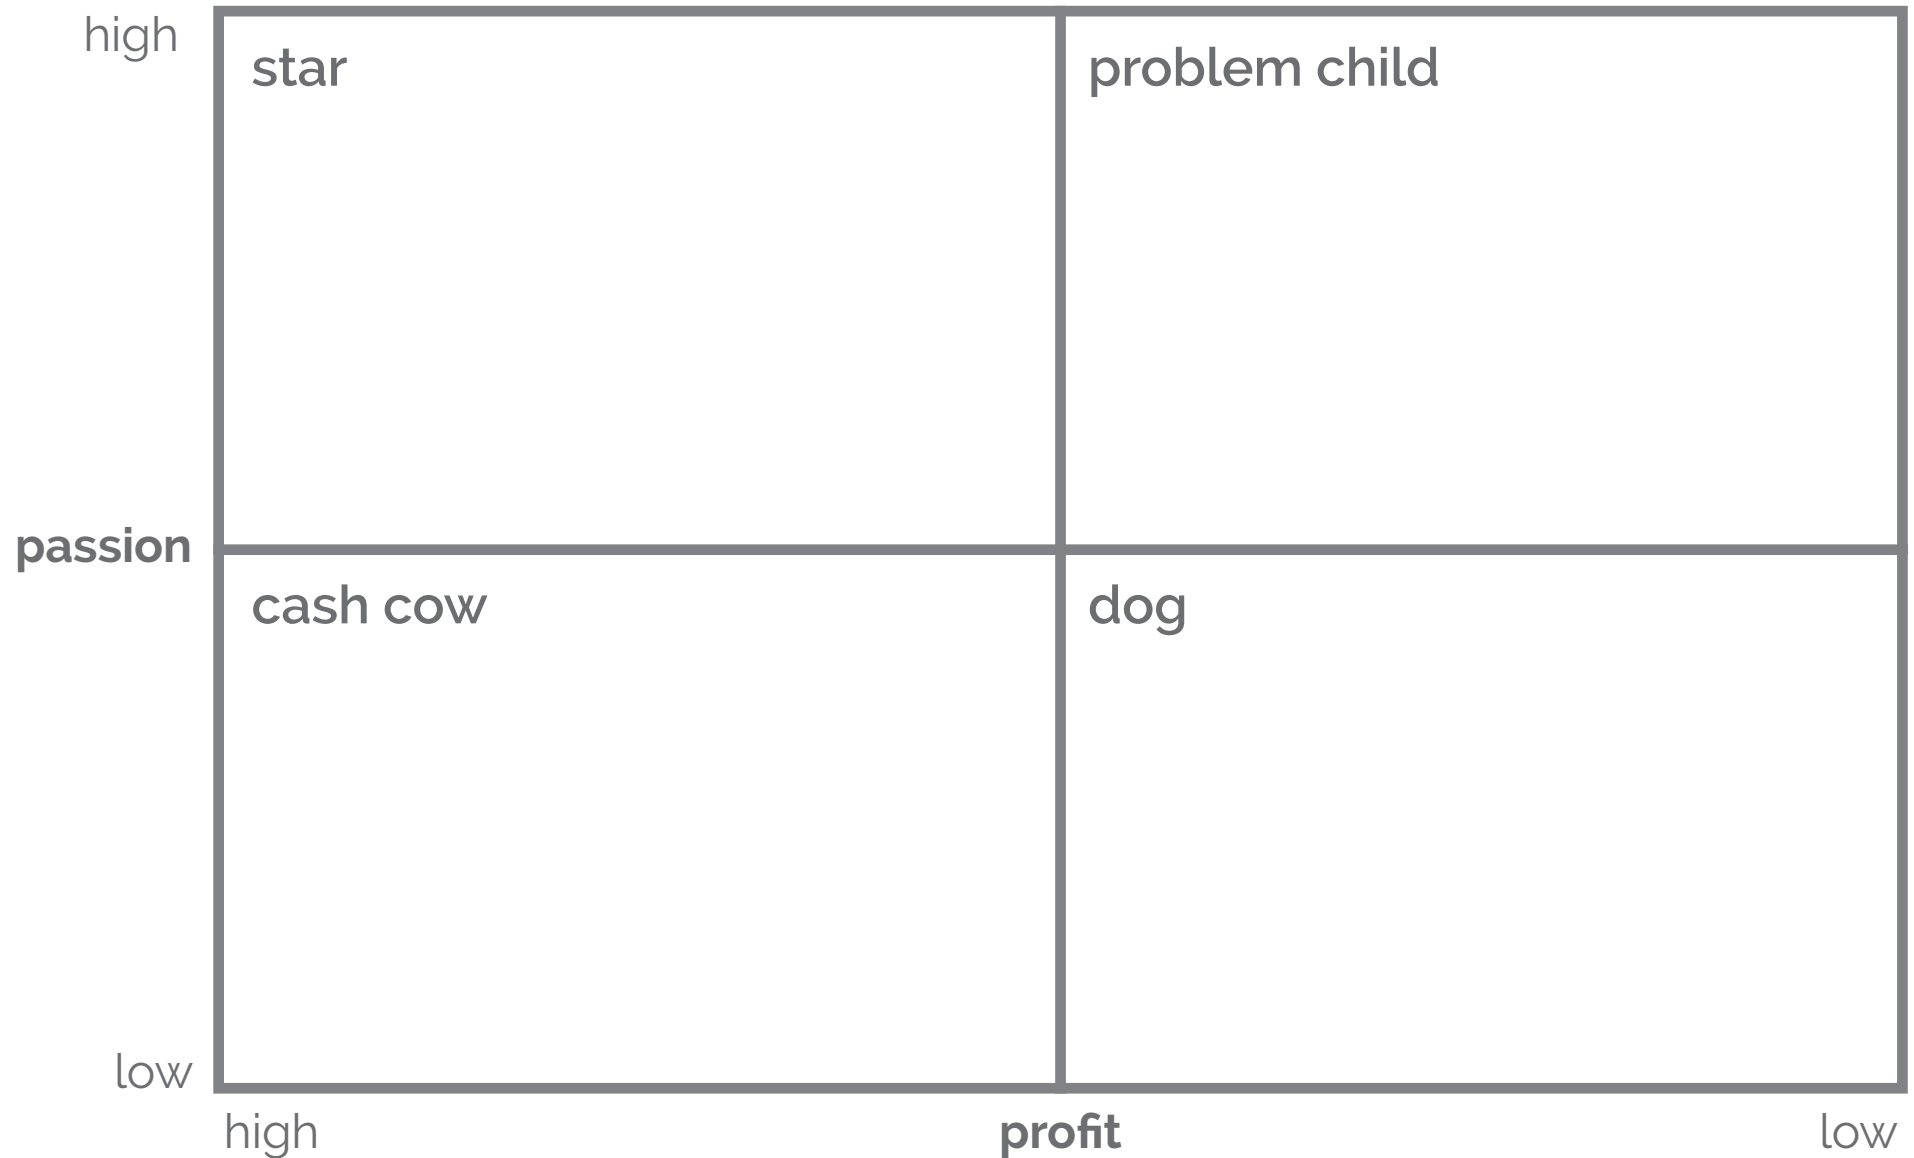 high
star
problem child
passion
cash cow
dog
low
high
profit
low